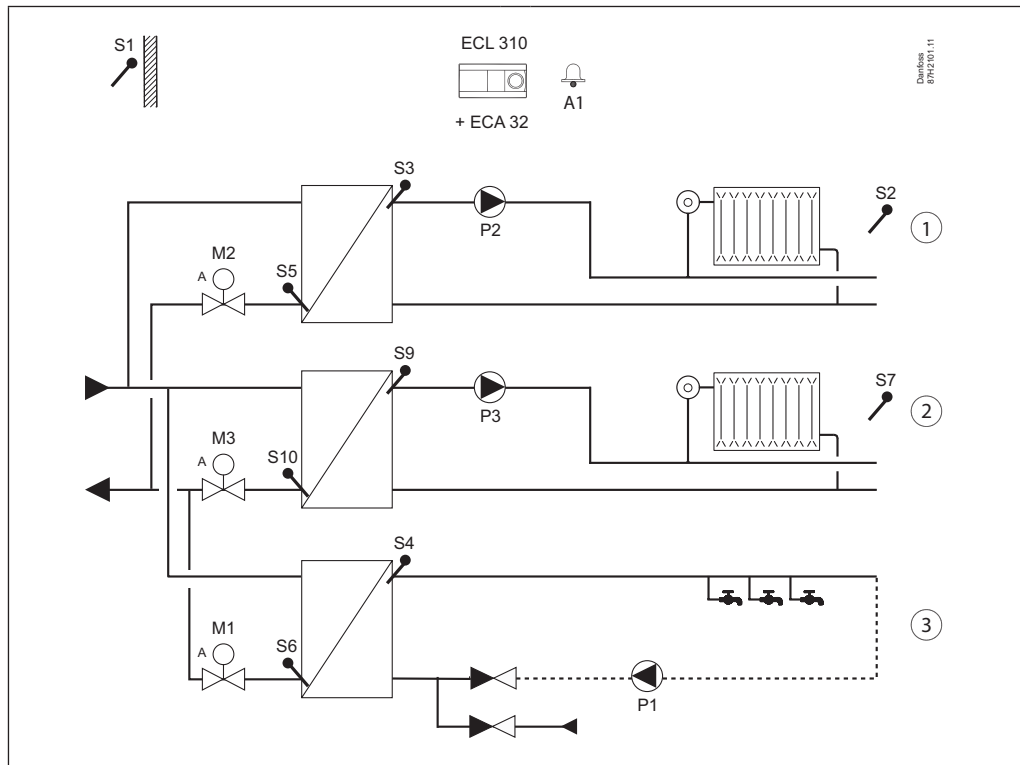 S1
ECL 310
+ ECA 32
A1
Danfoss
87H2101.11
S3
P2
S2
1
M2
A
S5
S9
P3
S7
2
M3
A
S10
S4
3
M1
A
S6
P1